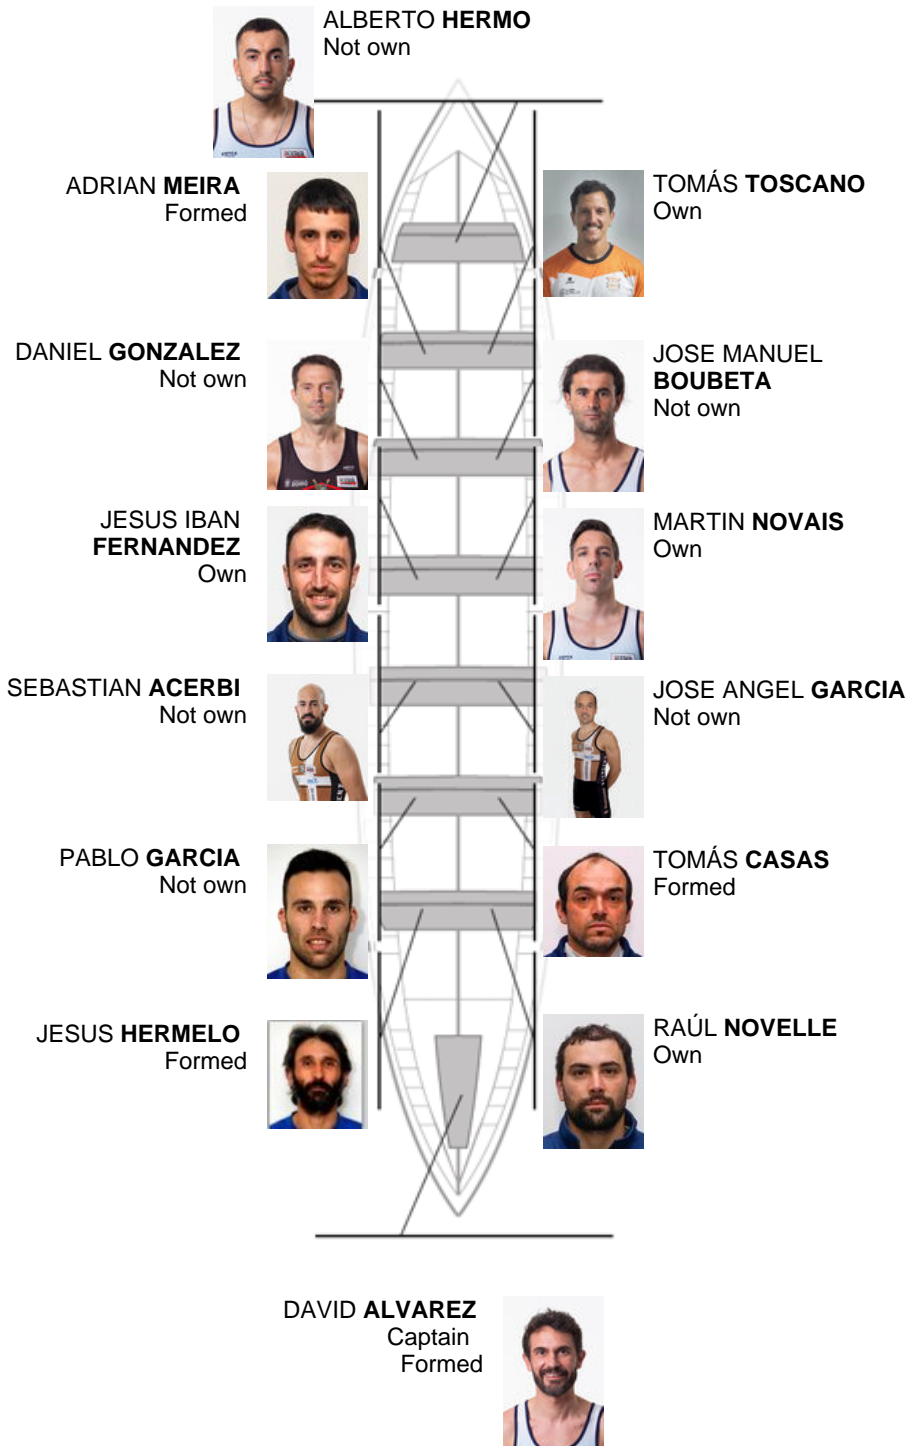 ALBERTO HERMO
Not own
ADRIAN MEIRA
Formed
TOMÁS TOSCANO
Own
DANIEL GONZALEZ
Not own
JOSE MANUEL
BOUBETA
Not own
JESUS IBAN
FERNANDEZ
Own
MARTIN NOVAIS
Own
SEBASTIAN ACERBI
Not own
JOSE ANGEL GARCIA
Not own
PABLO GARCIA
Not own
TOMÁS CASAS
Formed
JESUS HERMELO
Formed
RAÚL NOVELLE
Own
DAVID ALVAREZ
Captain
Formed